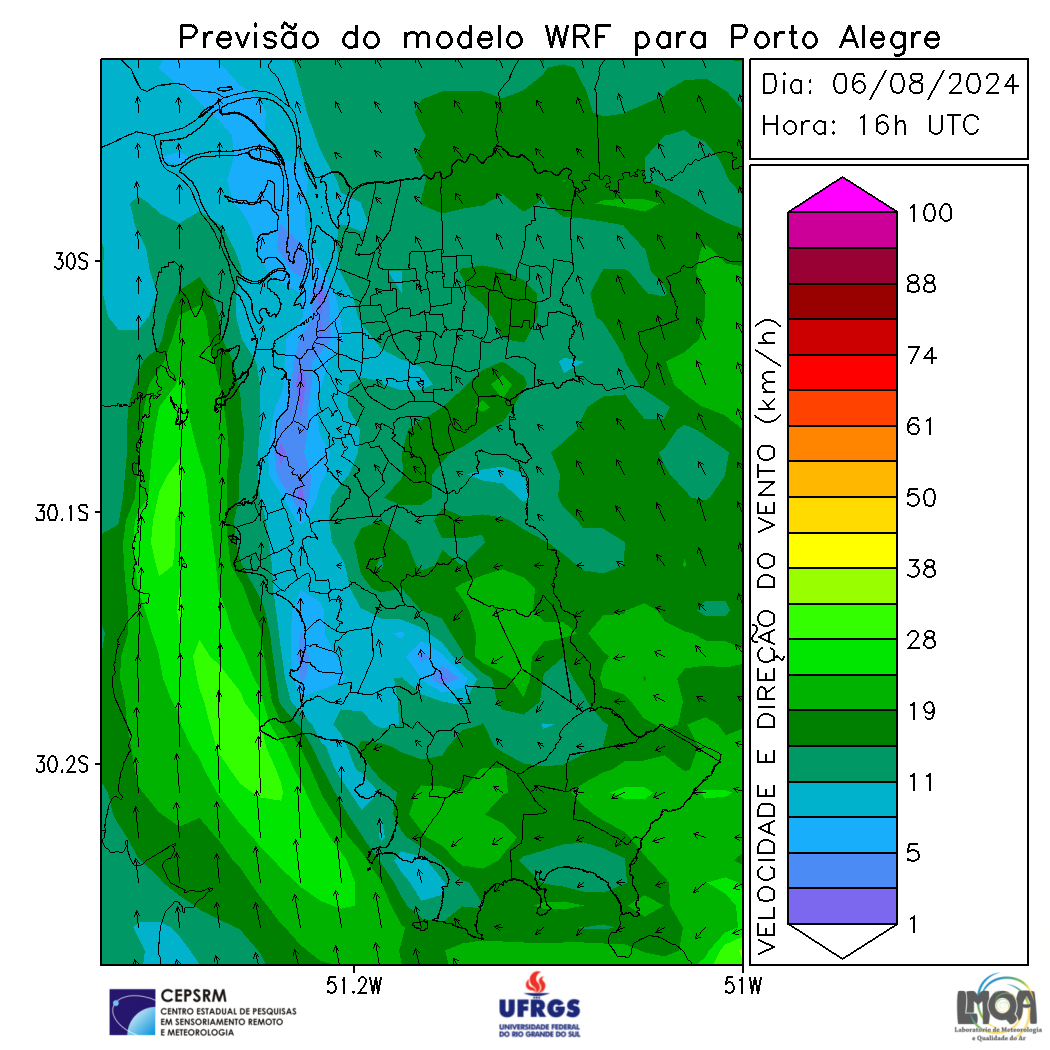 Previsão do modelo WRF para Porto Alegre
Dia: 06/08/2024
Hora: 16h UTC
30S
30.1S
30.2S
51.2W
51W
VELOCIDADE E DIREÇÃO DO VENTO (km/h)
100
88
74
61
50
38
28
19
11
5
1
CEPSRM
CENTRO ESTADUAL DE PESQUISAS
EM SENSORIAMENTO REMOTO
E METEOROLOGIA
UFRGS
UNIVERSIDADE FEDERAL
DO RIO GRANDE DO SUL
LMQA
Laboratório de Meteorologia
e Qualidade do Ar